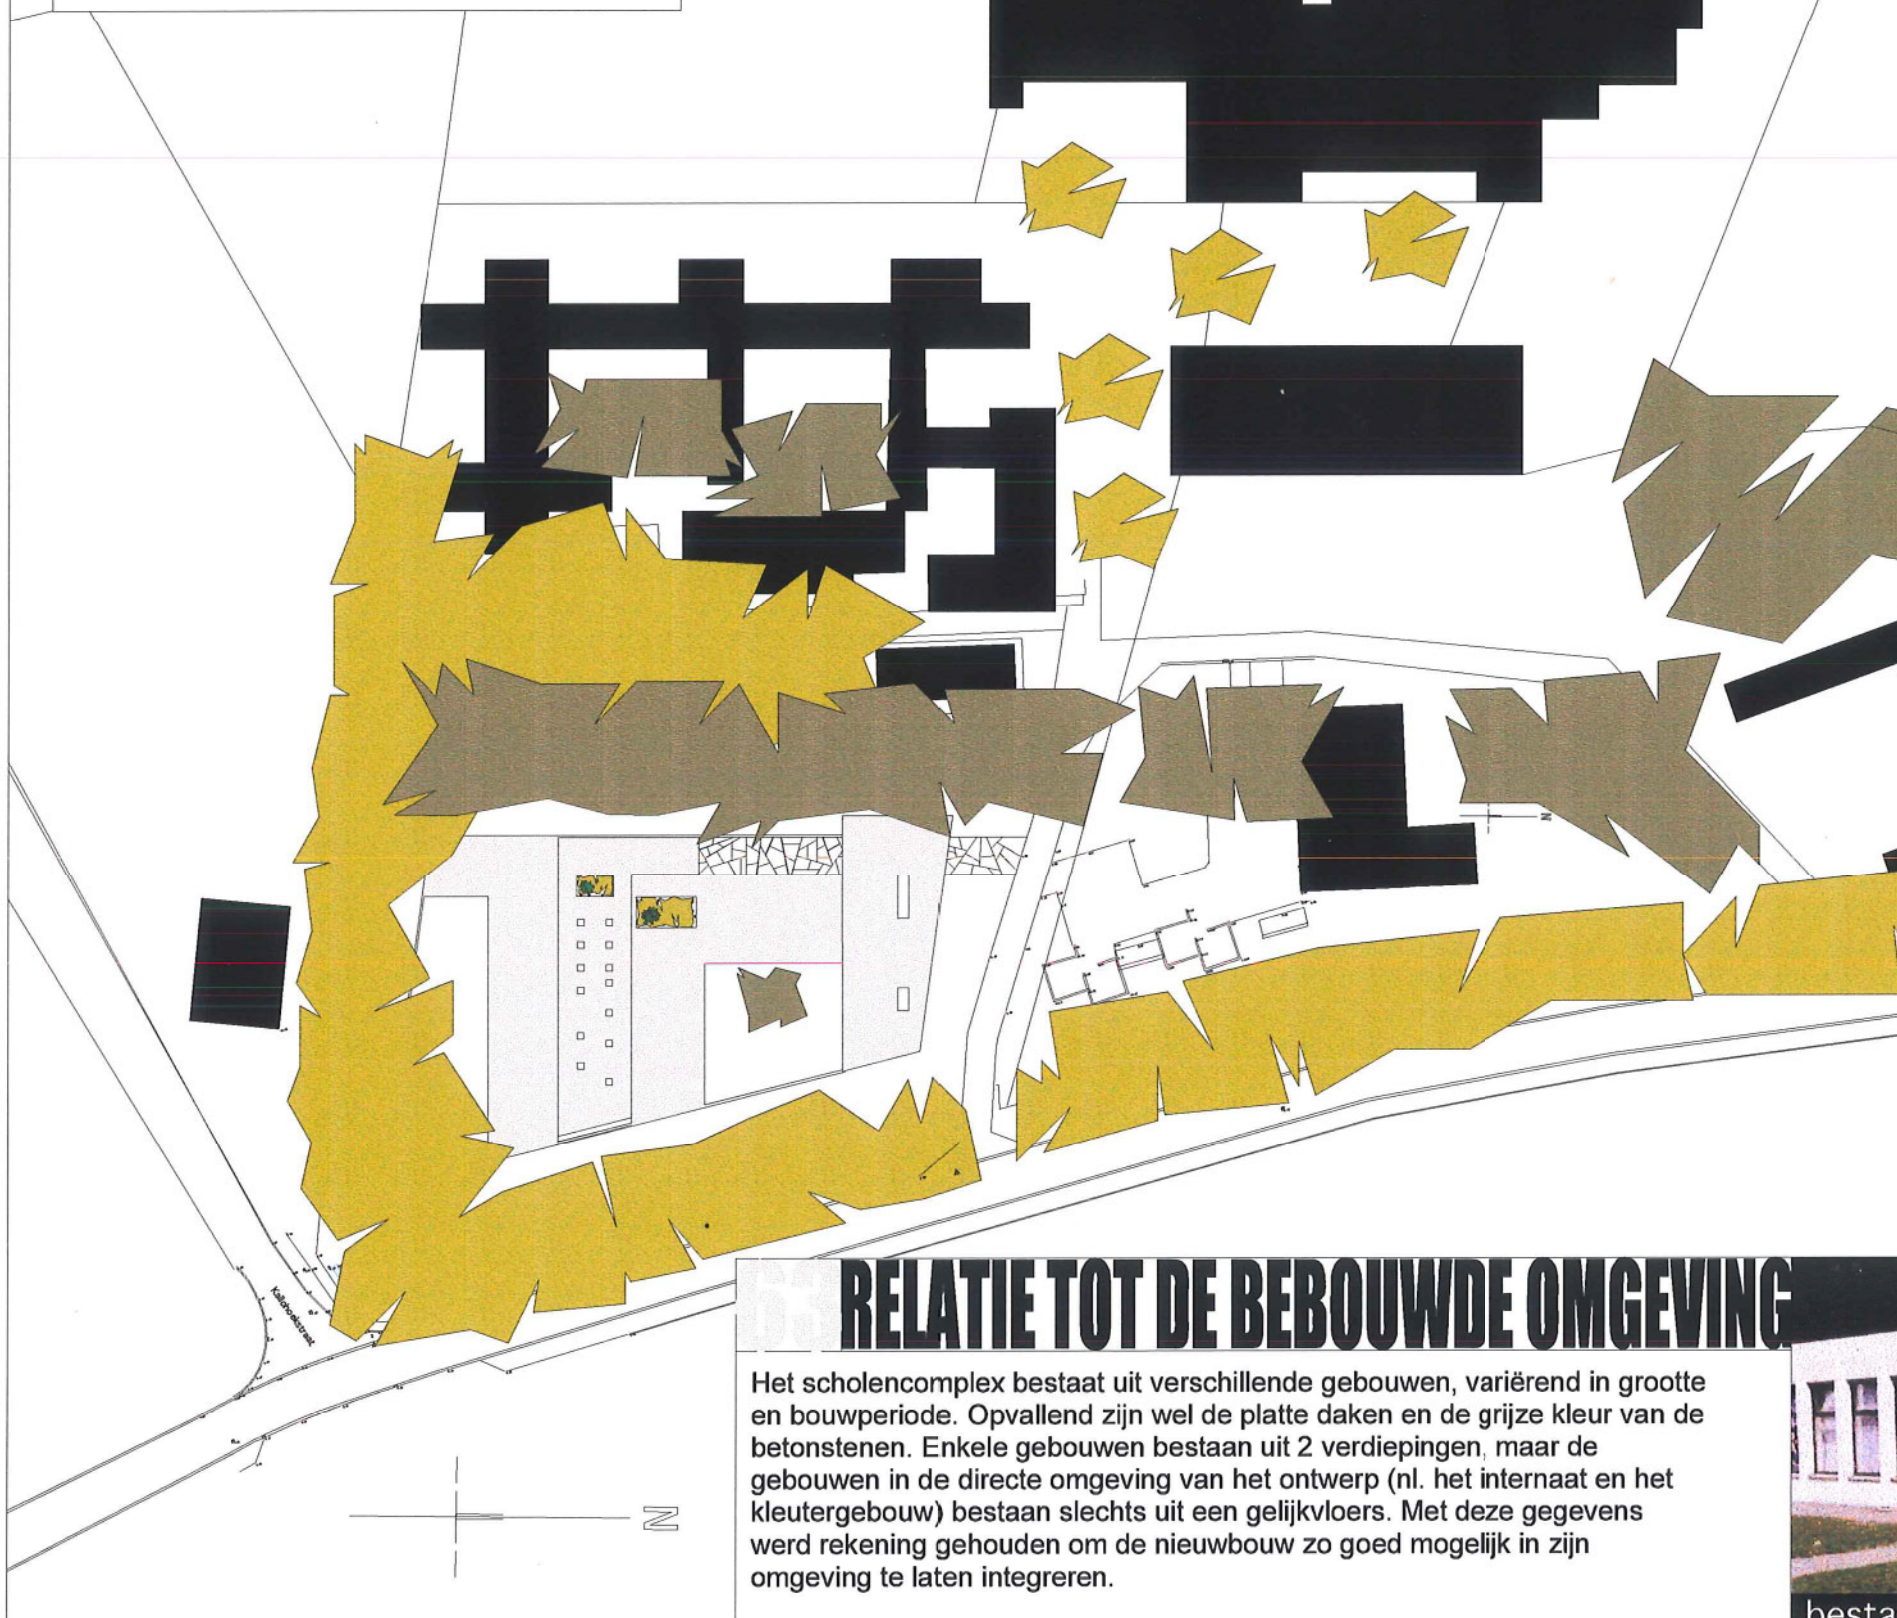 N
Kallohoekstraat
N
63 RELATIE TOT DE BEBOUWDE OMGEVING
Het scholencomplex bestaat uit verschillende gebouwen, variërend in grootte
en bouwperiode. Opvallend zijn wel de platte daken en de grijze kleur van de
betonstenen. Enkele gebouwen bestaan uit 2 verdiepingen, maar de
gebouwen in de directe omgeving van het ontwerp (nl. het internaat en het
kleutergebouw) bestaan slechts uit een gelijkvloers. Met deze gegevens
werd rekening gehouden om de nieuwbouw zo goed mogelijk in zijn
omgeving te laten integreren.
besta